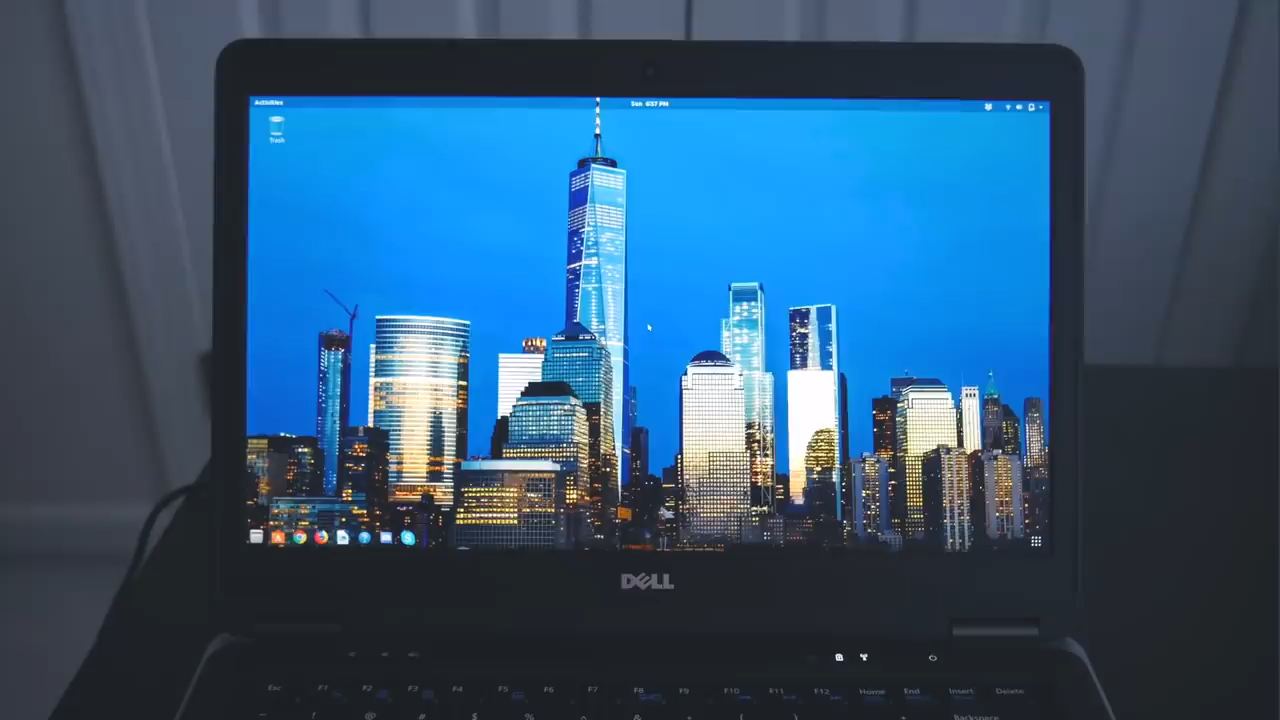 Activities
Sun 6:57 PM
Trash
DELL
Esc F1 F2 F3 F4 F5 F6 F7 F8 F9 F10 F11 F12 Home End Insert Delete
! @ # $ % ^ & ( ) Backspace